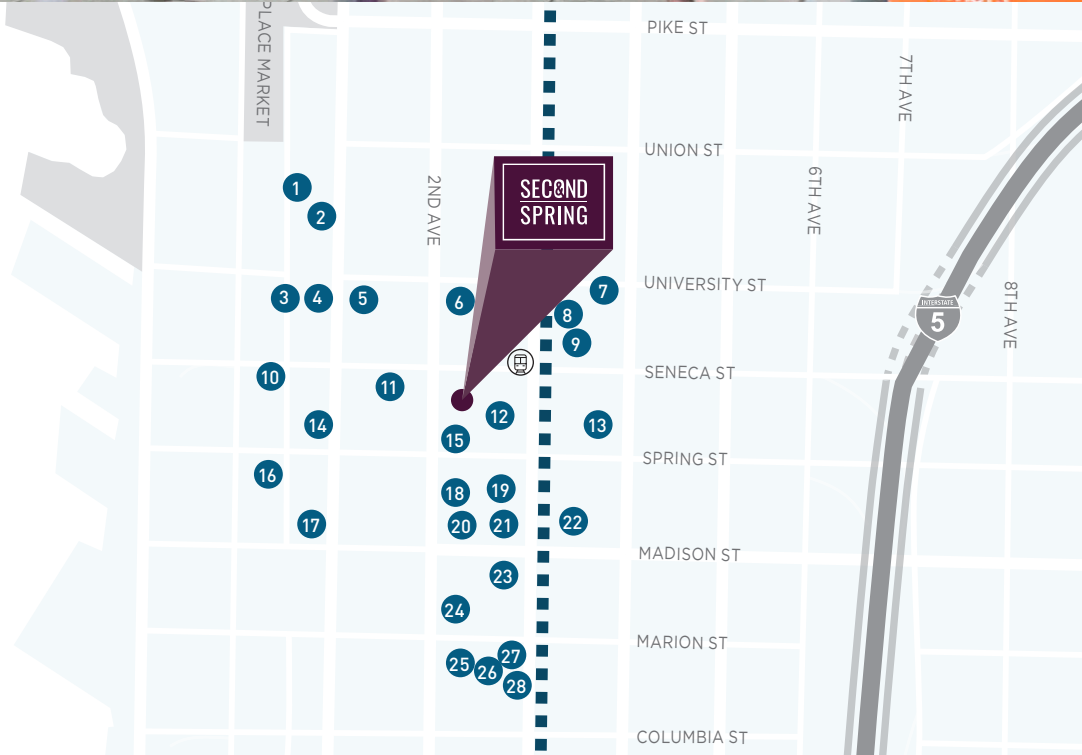 PIKE ST
PLACE MARKET
7TH AVE
UNION ST
6TH AVE
2ND AVE
SEC&ND
SPRING
1
2
UNIVERSITY ST
8TH AVE
3
4
5
6
7
8
INTERSTATE
5
9
SENECA ST
10
11
12
13
14
15
SPRING ST
16
18
19
17
20
21
22
MADISON ST
23
24
MARION ST
25
26
27
28
COLUMBIA ST